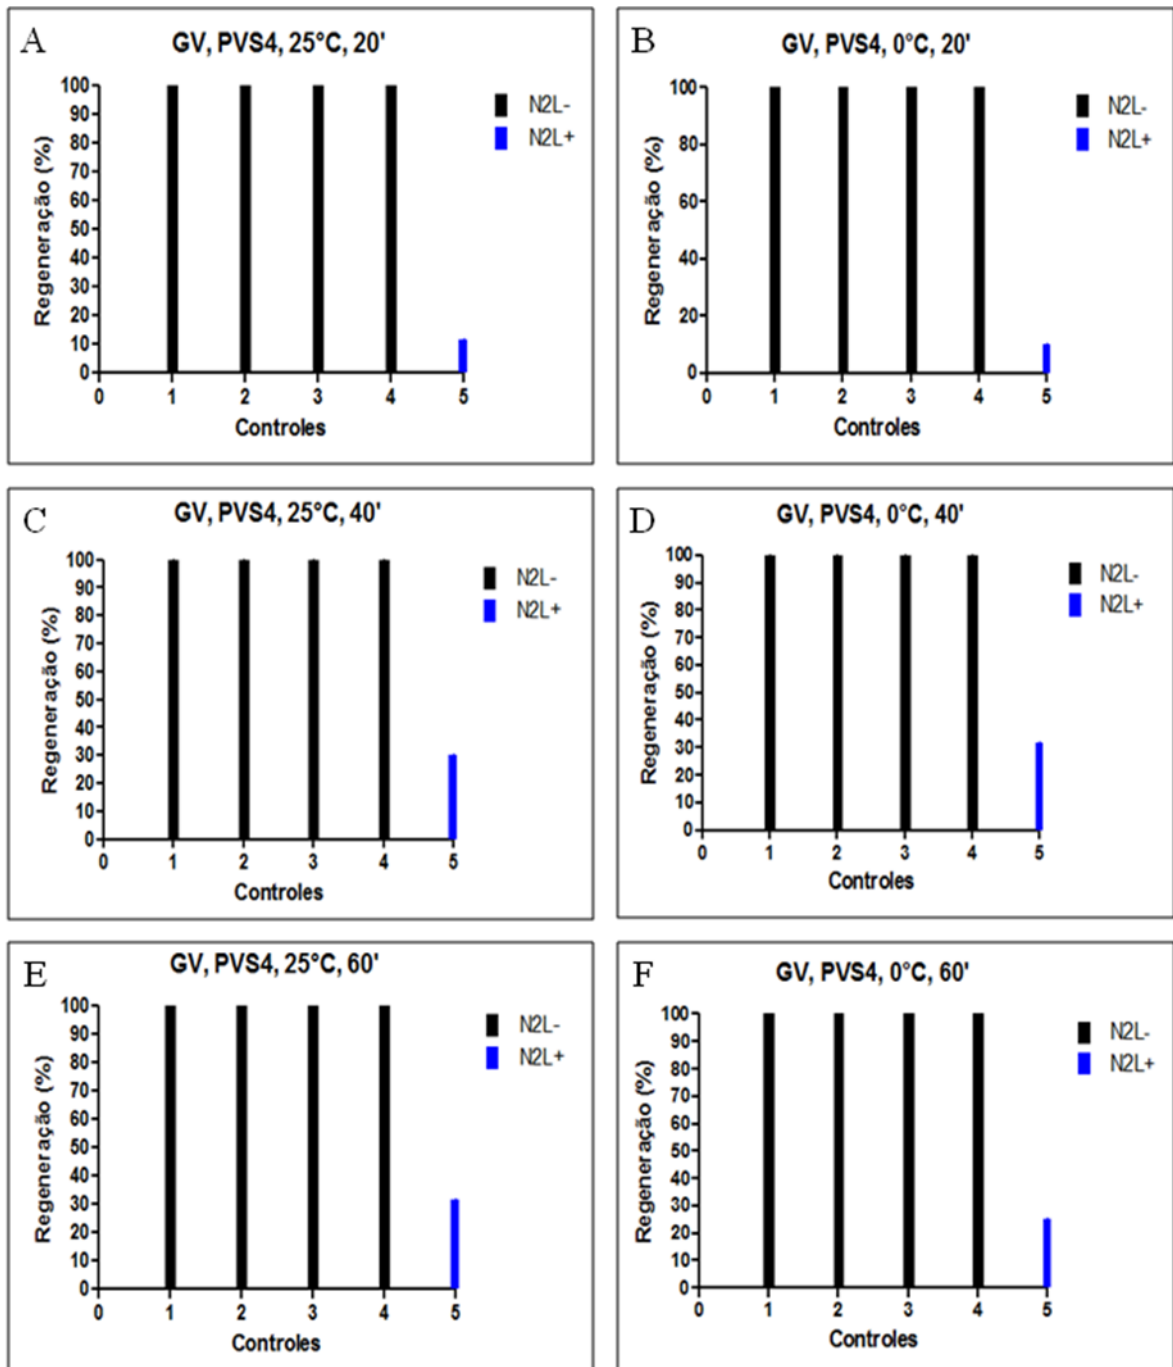 A
GV, PVS4, 25°C, 20'
Regeneração (%)
100
90
80
70
60
50
40
30
20
10
0
0 1 2 3 4 5
Controles
N2L-
N2L+
B
GV, PVS4, 0°C, 20'
Regeneração (%)
100
80
60
40
20
0
0 1 2 3 4 5
Controles
N2L-
N2L+
C
GV, PVS4, 25°C, 40'
Regeneração (%)
100
90
80
70
60
50
40
30
20
10
0
0 1 2 3 4 5
Controles
N2L-
N2L+
D
GV, PVS4, 0°C, 40'
Regeneração (%)
100
90
80
70
60
50
40
30
20
10
0
0 1 2 3 4 5
Controles
N2L-
N2L+
E
GV, PVS4, 25°C, 60'
Regeneração (%)
100
90
80
70
60
50
40
30
20
10
0
0 1 2 3 4 5
Controles
N2L-
N2L+
F
GV, PVS4, 0°C, 60'
Regeneração (%)
100
90
80
70
60
50
40
30
20
10
0
0 1 2 3 4 5
Controles
N2L-
N2L+